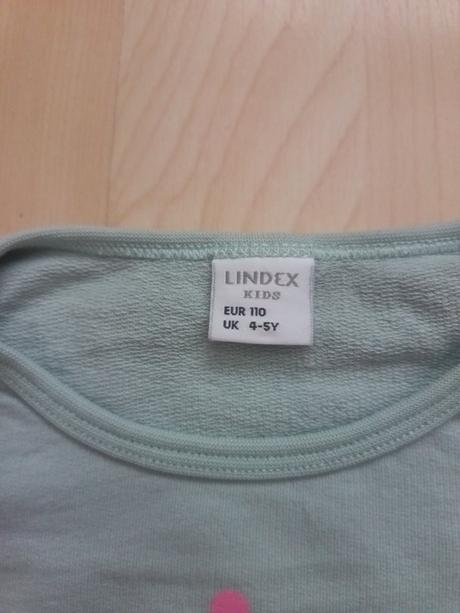 LINDEX
KIDS
EUR 110
UK 4-5Y